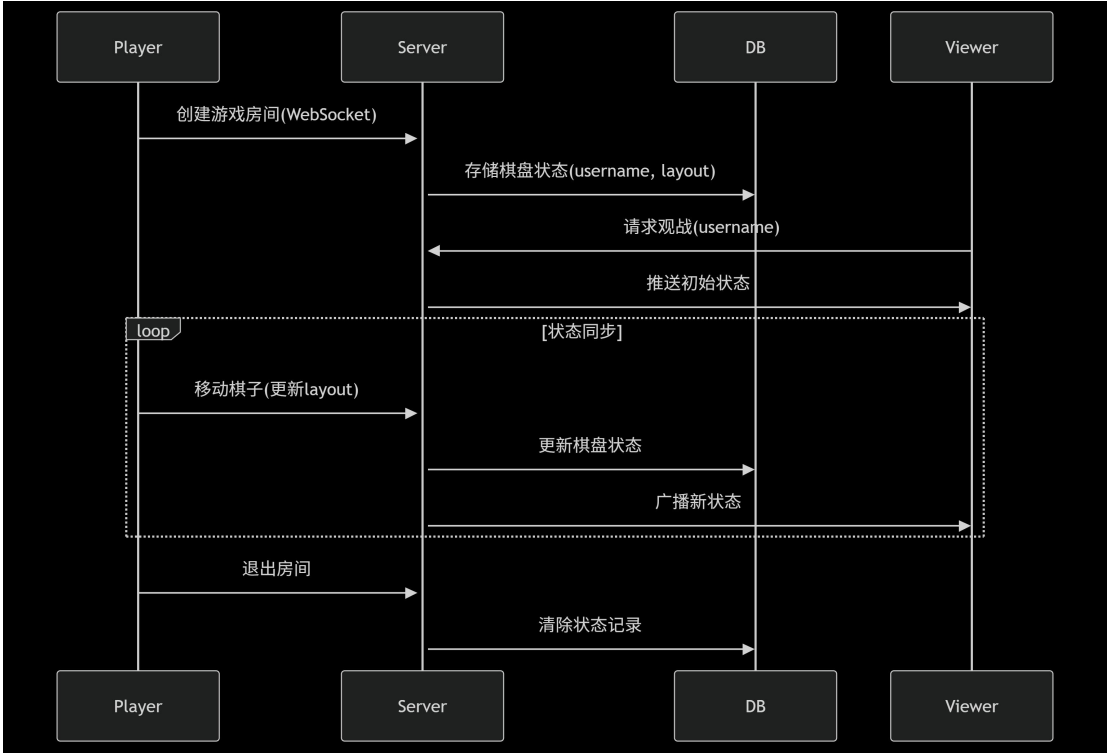 Player
Server
DB
Viewer
创建游戏房间(WebSocket)
存储棋盘状态(username, layout)
请求观战(username)
推送初始状态
loop
[状态同步]
移动棋子(更新layout)
更新棋盘状态
广播新状态
退出房间
清除状态记录
Player
Server
DB
Viewer